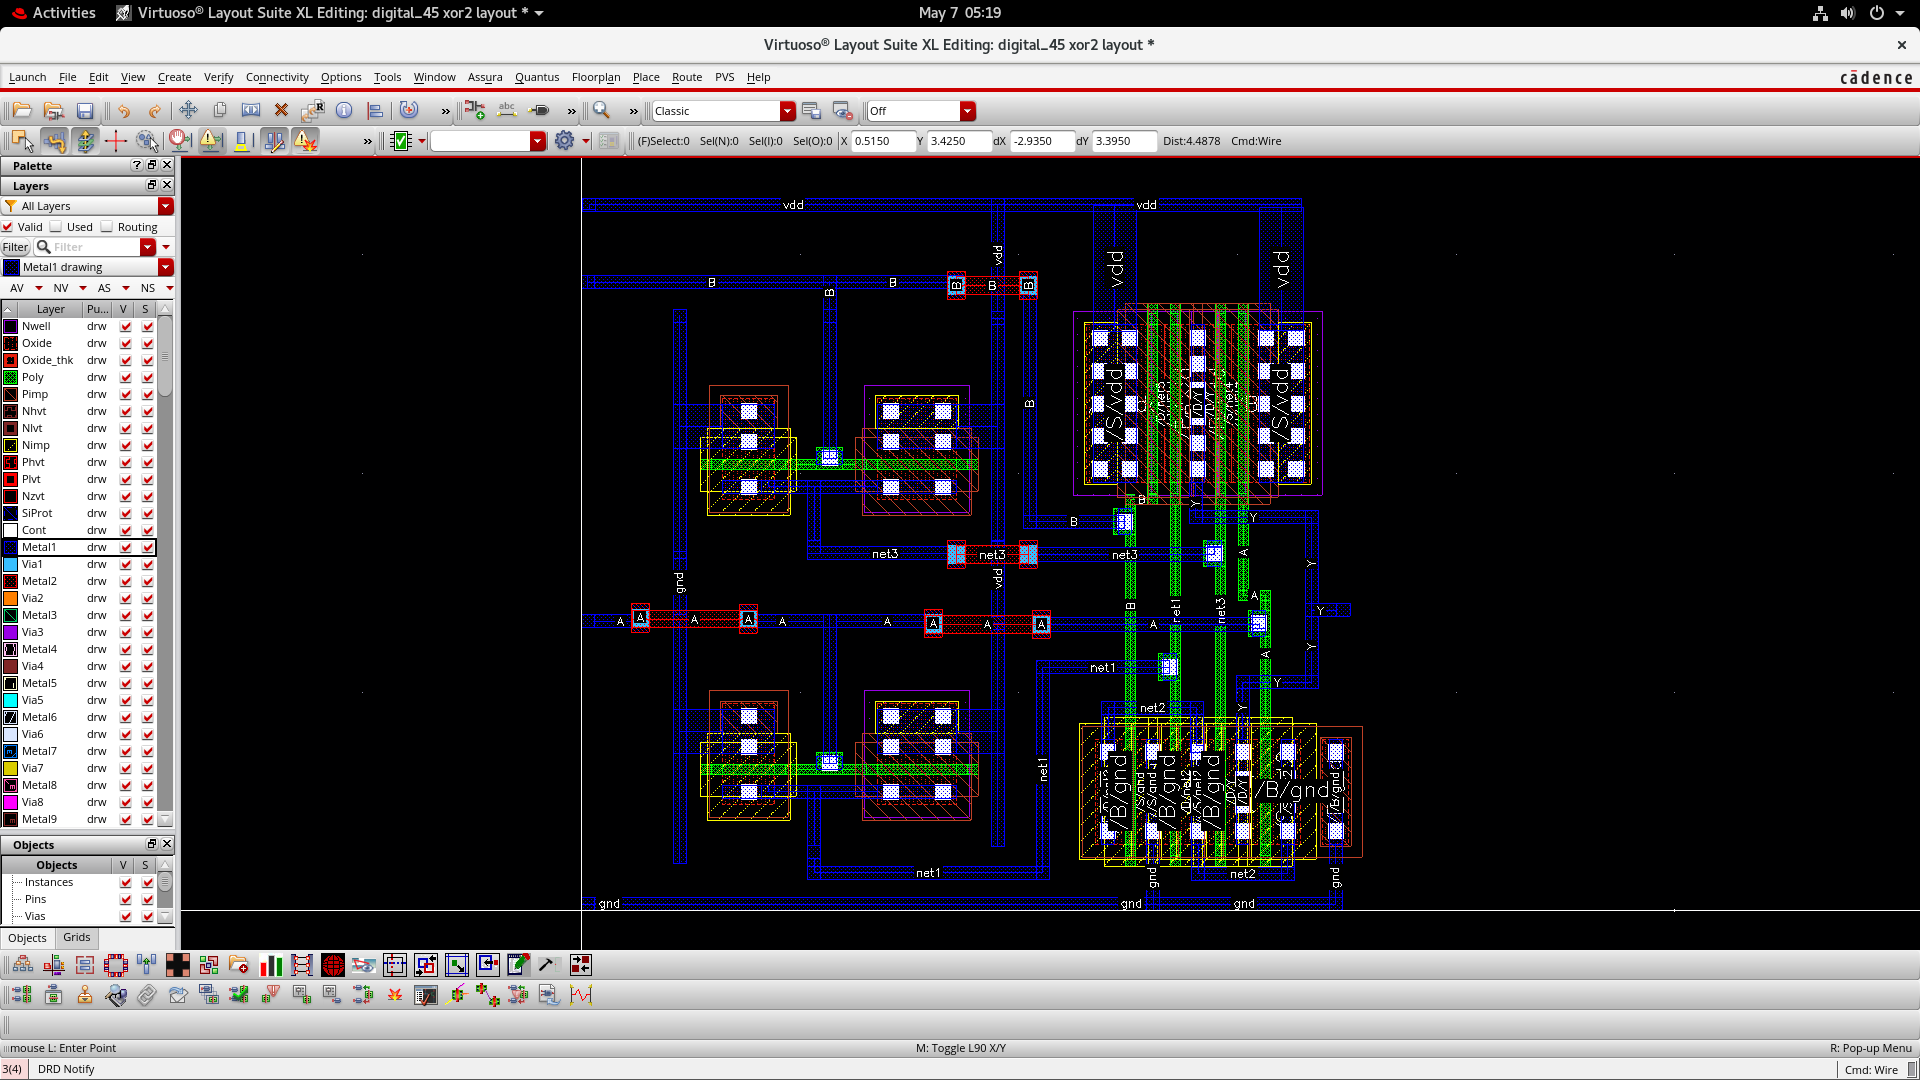 Activities Virtuoso® Layout Suite XL Editing: digital_45 xor2 layout * May 7 05:19
Virtuoso® Layout Suite XL Editing: digital_45 xor2 layout *
Launch File Edit View Create Verify Connectivity Options Tools Window Assura Quantus Floorplan Place Route PVS Help cādence
Classic Off
(F)Select:0 Sel(N):0 Sel(I):0 Sel(O):0 X 0.5150 Y 3.4250 dX -2.9350 dY 3.3950 Dist:4.4878 Cmd:Wire
Palette
Layers
All Layers
Valid Used Routing
Filter Filter
Metal1 drawing
AV NV AS NS
Layer Pu... V S
Nwell drw
Oxide drw
Oxide_thk drw
Poly drw
Pimp drw
Nhvt drw
Nlvt drw
Nimp drw
Phvt drw
Plvt drw
Nzvt drw
SiProt drw
Cont drw
Metal1 drw
Via1 drw
Metal2 drw
Via2 drw
Metal3 drw
Via3 drw
Metal4 drw
Via4 drw
Metal5 drw
Via5 drw
Metal6 drw
Via6 drw
Metal7 drw
Via7 drw
Metal8 drw
Via8 drw
Metal9 drw
Objects
Objects V S
Instances
Pins
Vias
Objects Grids
vdd vdd
vdd vdd vdd
B B B B B
B
B
/S/vdd /S/vdd
B
B Y Y
net3 net3 net3 A Y
gnd vdd
B net1 net3 A Y
A A A A A A A A A A
net1 A Y
Y
net2 Y
net1
/B/gnd /B/gnd /B/gnd /B/gnd
net1 gnd net2 gnd
gnd gnd gnd
mouse L: Enter Point M: Toggle L90 X/Y R: Pop-up Menu
3(4) DRD Notify Cmd: Wire